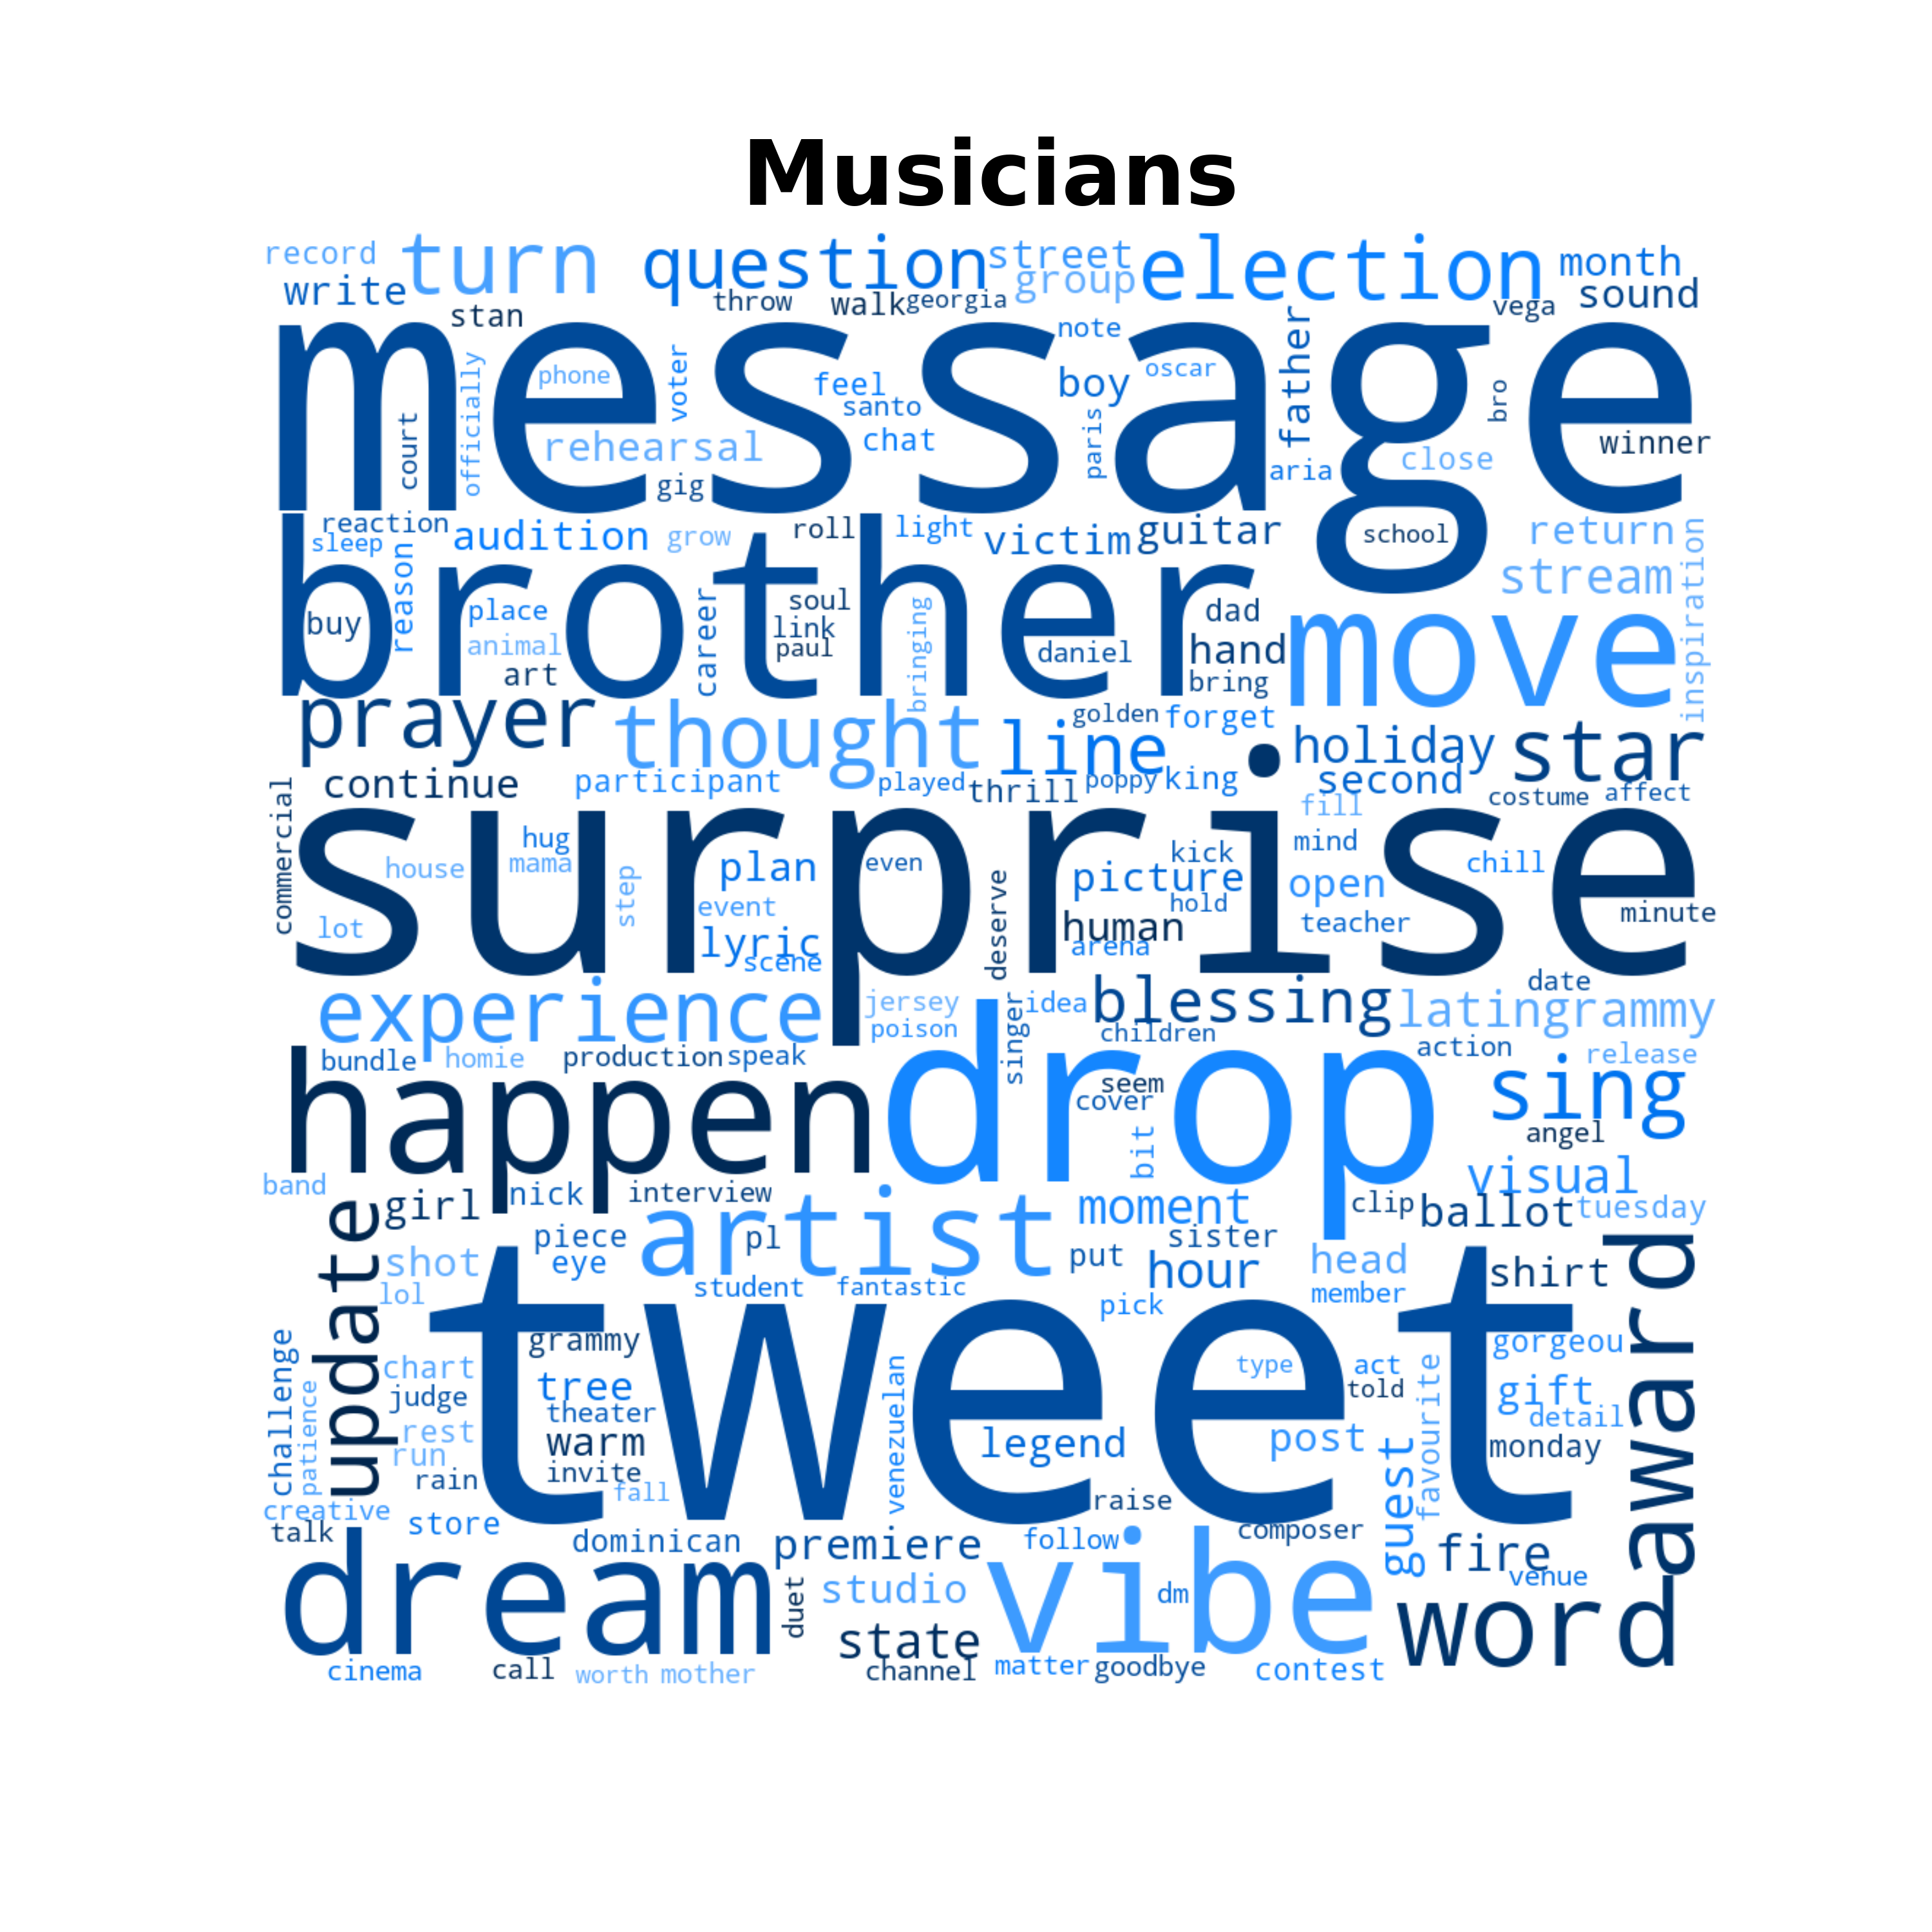 Musicians
record turn question street election month
write group sound
stan throw walk georgia vega
message
note
officially phone voter feel boy oscar father bro
santo
court rehearsal chat paris winner
aria close
gig
reaction audition grow roll light victim guitar school return
sleep
brother
reason stream inspiration
buy place career soul bringing dad move
animal link daniel hand
art paul bring
prayer thought line golden forget holiday star
continue participant played thrill poppy king second costume affect
commercial fill
surprise
hug kick mind
house mama step plan even picture open chill
lot event deserve hold teacher minute
lyric human
scene arena
date
experience jersey singer idea blessing latingrammy
poison children
bundle homie production speak action release
happen drop sing
seem
cover
bit angel
band visual
girl nick interview artist moment clip ballot tuesday
update piece pl sister award
shot eye put hour head shirt
lol student fantastic pick member
tweet
challenge grammy gorgeou
patience chart tree venezuelan type act favourite gift
judge theater told detail
rest warm legend post guest monday
run invite
rain fall raise
creative
talk store dominican premiere follow composer fire
dream vibe venue
duet studio dm word
state
cinema call worth mother channel matter goodbye contest